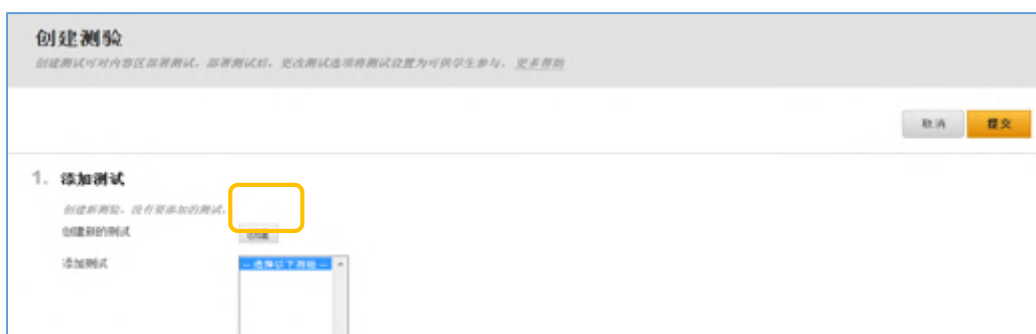 创建测验
创建测试可对内容区部署测试。部署测试后，更改测试选项将测试设置为可供学生参与。 更多帮助
取消 提交
1. 添加测试
创建新测验，没有要添加的测试。
创建新的测试 创建
添加测试 -- 选择以下测验 --